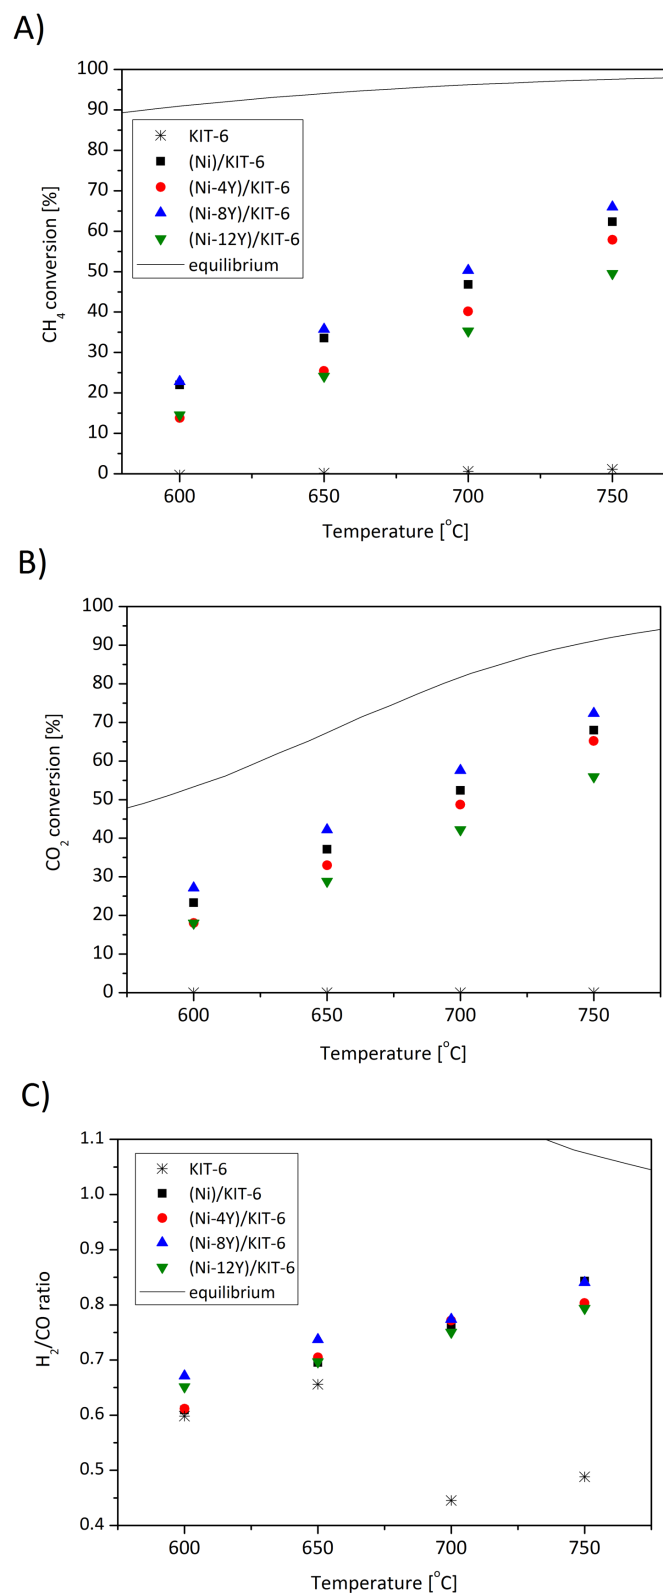 A)
100
90
80
70
60
50
40
30
20
10
0
CH₄ conversion [%]
KIT-6
(Ni)/KIT-6
(Ni-4Y)/KIT-6
(Ni-8Y)/KIT-6
(Ni-12Y)/KIT-6
equilibrium
600 650 700 750
Temperature [°C]
B)
100
90
80
70
60
50
40
30
20
10
0
CO₂ conversion [%]
600 650 700 750
Temperature [°C]
C)
1.1
1.0
0.9
0.8
0.7
0.6
0.5
0.4
H₂/CO ratio
KIT-6
(Ni)/KIT-6
(Ni-4Y)/KIT-6
(Ni-8Y)/KIT-6
(Ni-12Y)/KIT-6
equilibrium
600 650 700 750
Temperature [°C]